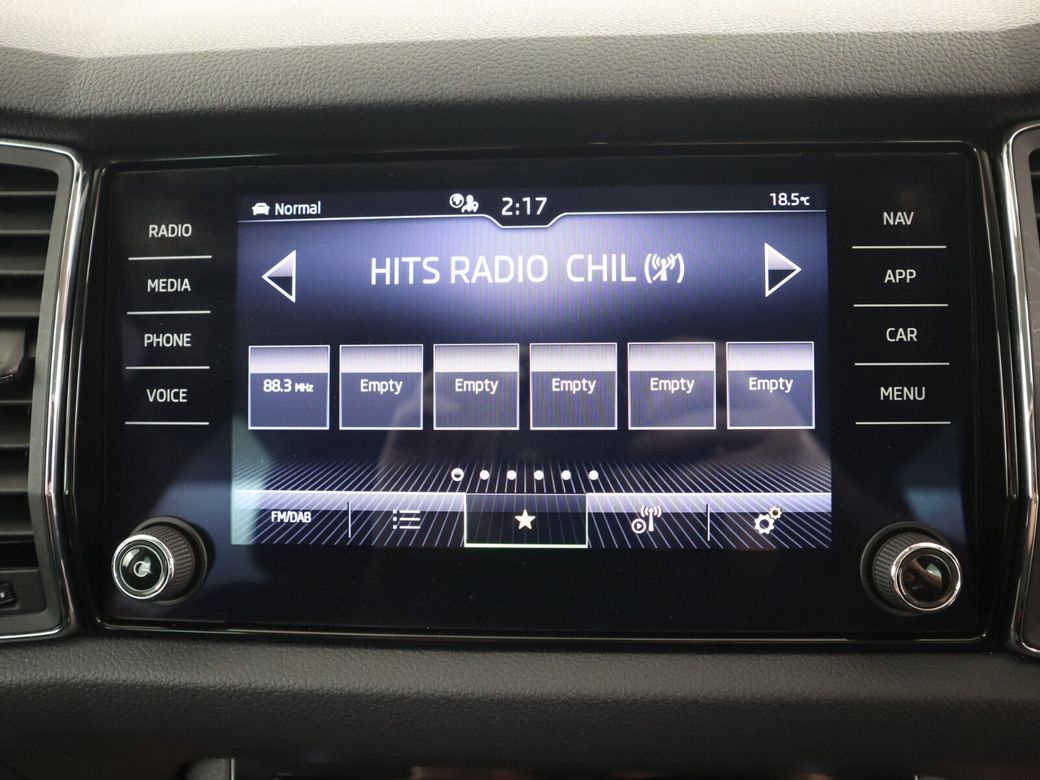 Normal
2:17
18.5°C
RADIO
MEDIA
PHONE
VOICE
HITS RADIO CHIL
88.3 MHz
Empty
Empty
Empty
Empty
Empty
FM/DAB
NAV
APP
CAR
MENU